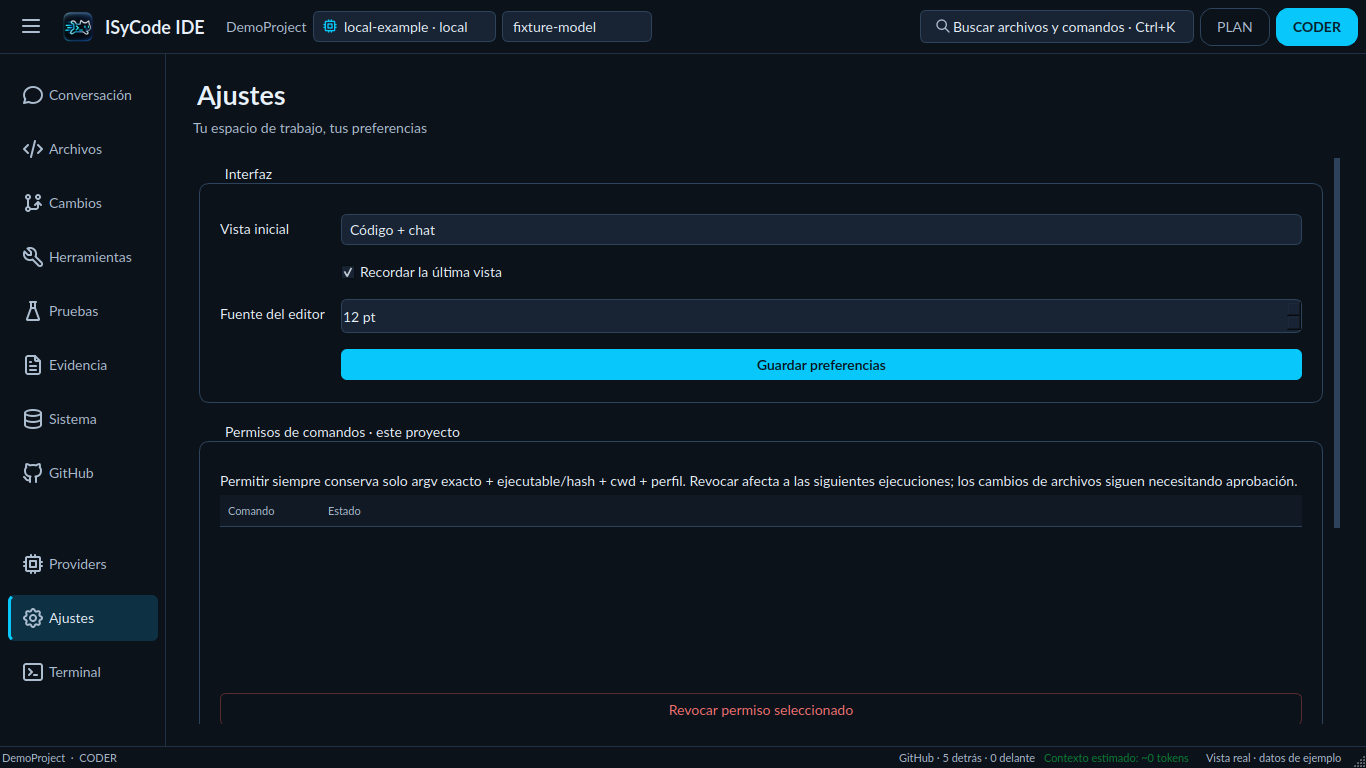 ISyCode IDE
DemoProject
local-example · local
fixture-model
Buscar archivos y comandos · Ctrl+K
PLAN
CODER
Conversación
Archivos
Cambios
Herramientas
Pruebas
Evidencia
Sistema
GitHub
Providers
Ajustes
Terminal
Ajustes
Tu espacio de trabajo, tus preferencias
Interfaz
Vista inicial
Código + chat
Recordar la última vista
Fuente del editor
12 pt
Guardar preferencias
Permisos de comandos · este proyecto
Permitir siempre conserva solo argv exacto + ejecutable/hash + cwd + perfil. Revocar afecta a las siguientes ejecuciones; los cambios de archivos siguen necesitando aprobación.
Comando
Estado
Revocar permiso seleccionado
DemoProject · CODER
GitHub · 5 detrás · 0 delante
Contexto estimado: ~0 tokens
Vista real · datos de ejemplo